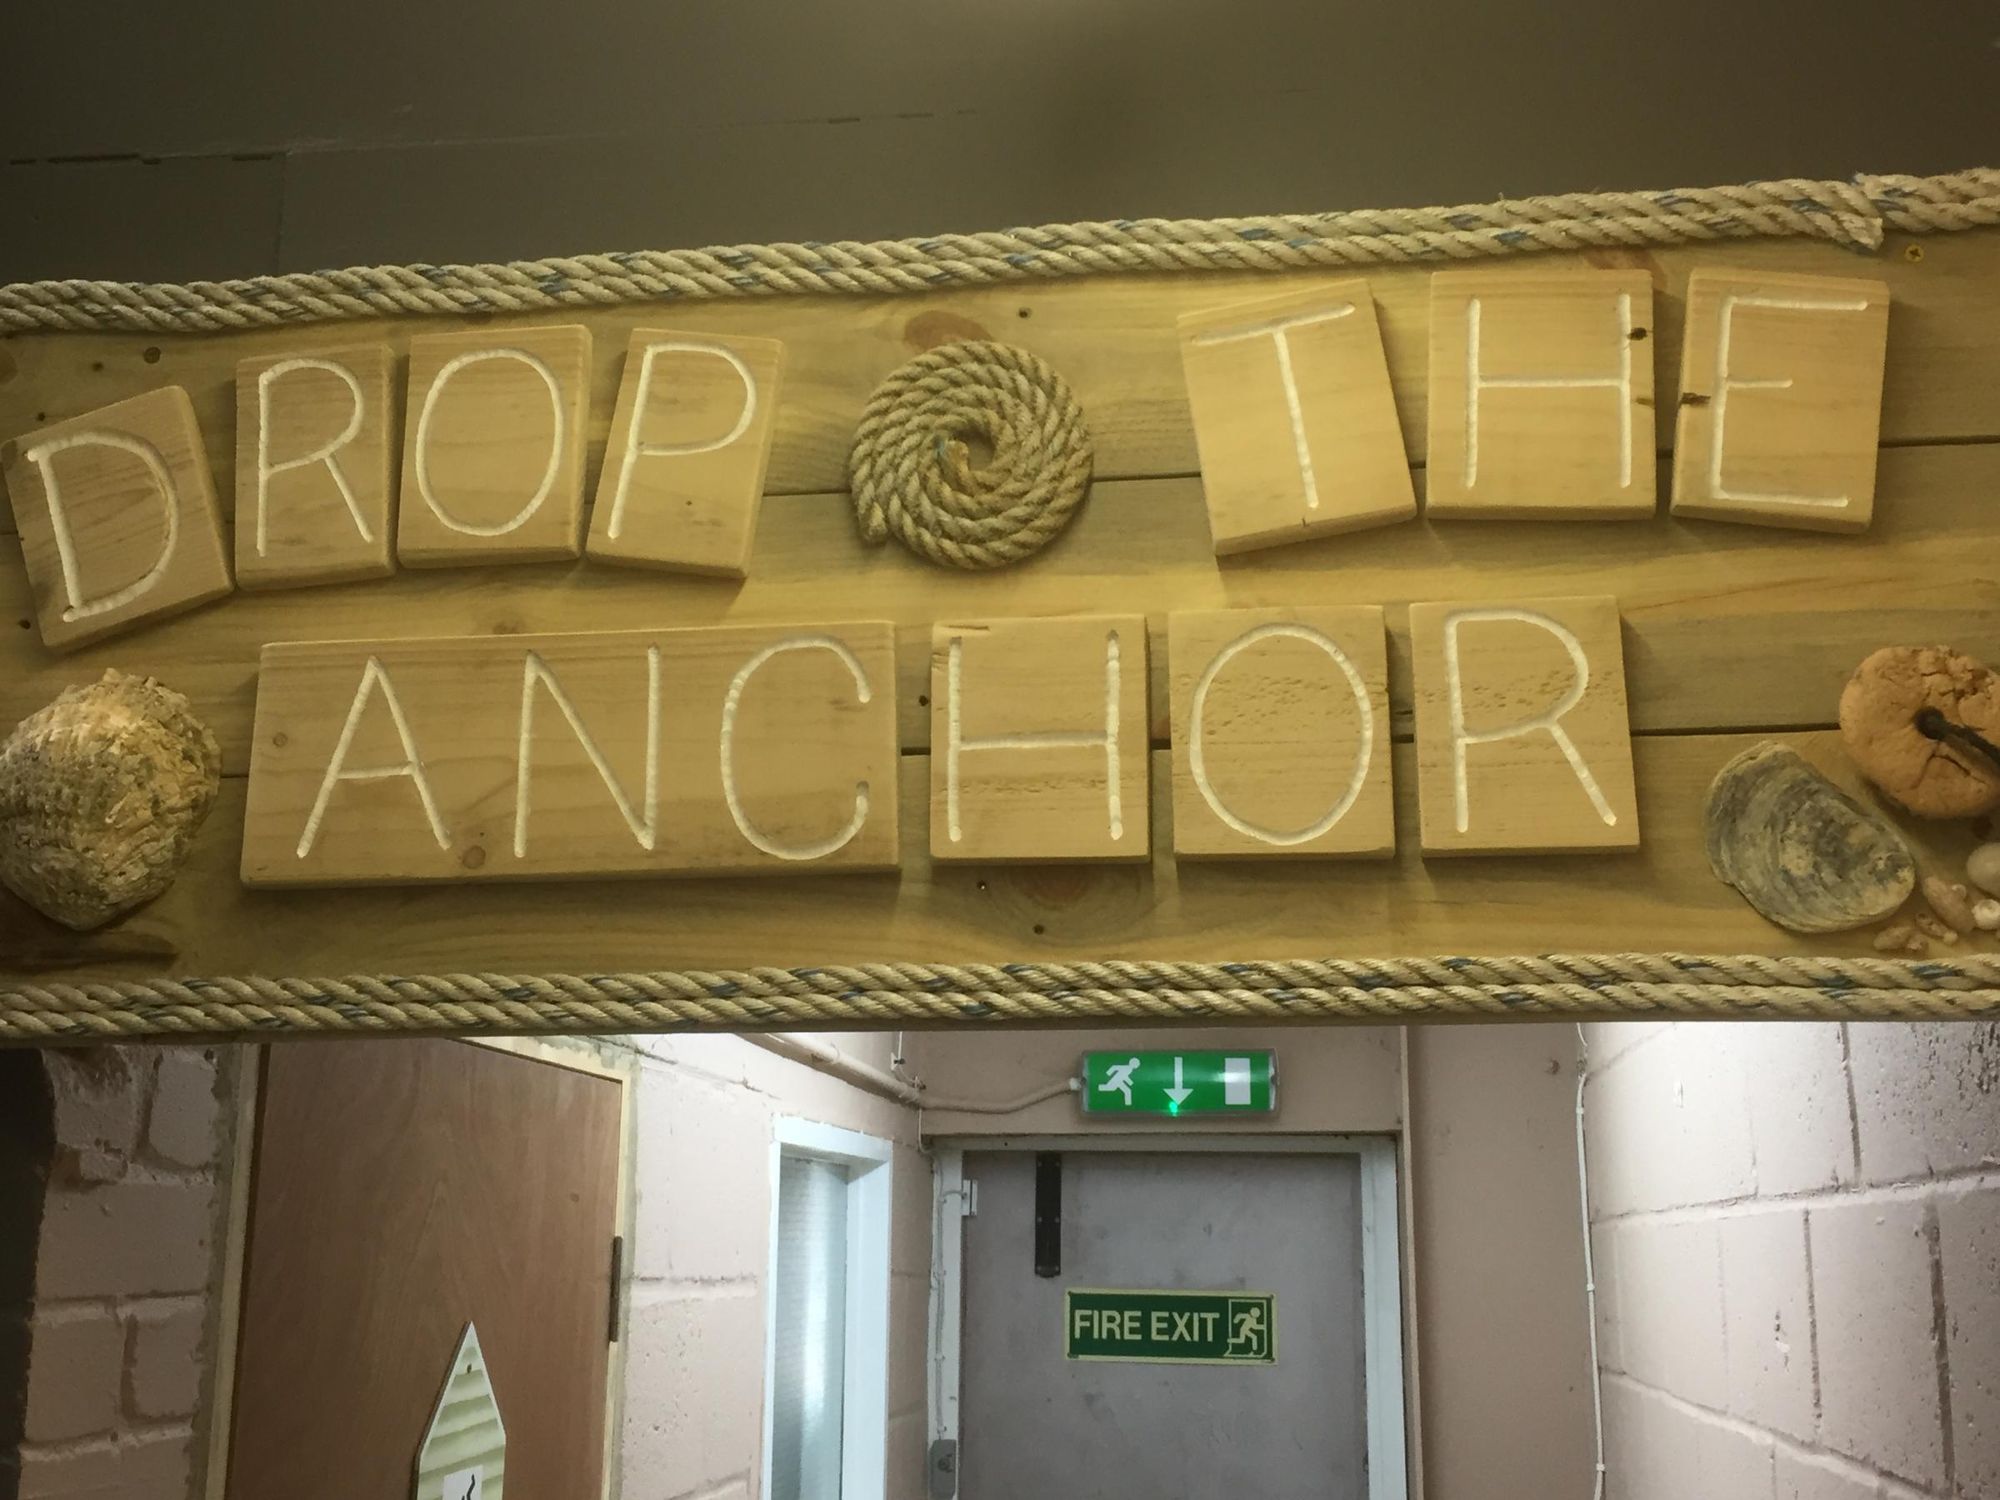 DROP THE
ANCHOR
FIRE EXIT